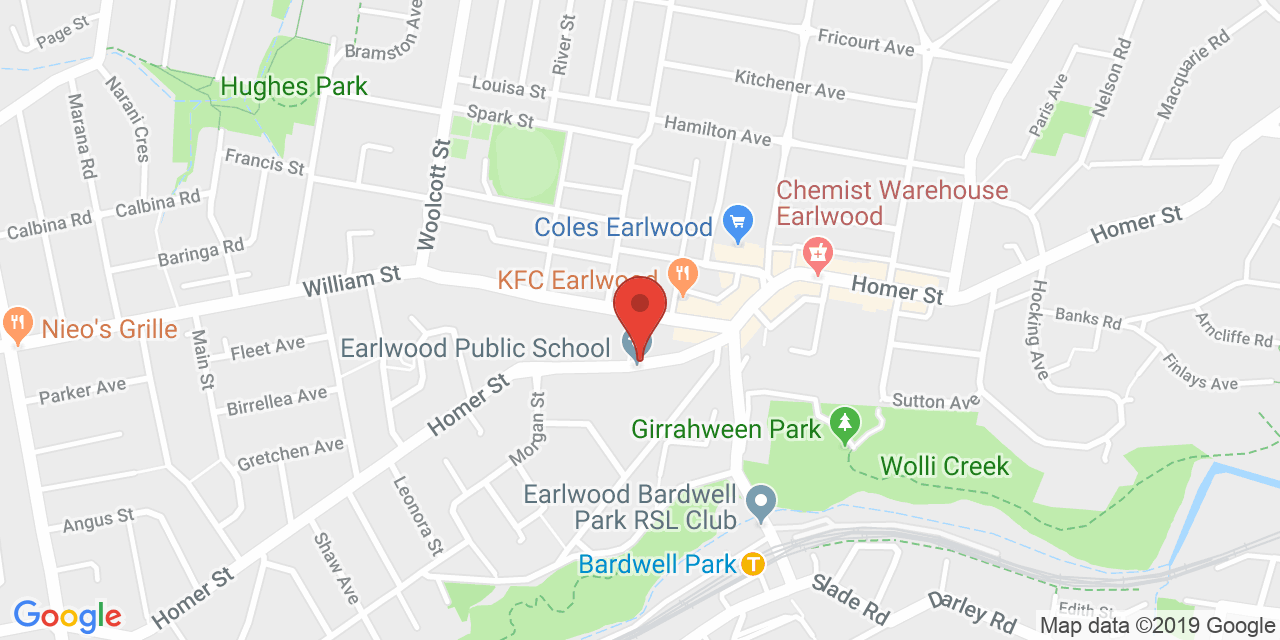 Page St
Bramston Ave
River St
Fricourt Ave
Hughes Park
Louisa St
Kitchener Ave
Nelson Rd
Macquarie Rd
Paris Ave
Narani Cres
Marana Rd
Spark St
Hamilton Ave
Francis St
Woolcott St
Chemist Warehouse
Earlwood
Calbina Rd
Calbina Rd
Coles Earlwood
Homer St
Baringa Rd
William St
KFC Earlwood
Homer St
Hocking Ave
Banks Rd
Arncliffe Rd
Nieo's Grille
Main St
Fleet Ave
Earlwood Public School
Finlays Ave
Parker Ave
Birrellea Ave
Homer St
Morgan St
Sutton Ave
Girrahween Park
Gretchen Ave
Wolli Creek
Leonora St
Earlwood Bardwell
Park RSL Club
Angus St
Shaw Ave
Bardwell Park
T
Homer St
Slade Rd
Darley Rd
Edith St
Google
Map data ©2019 Google